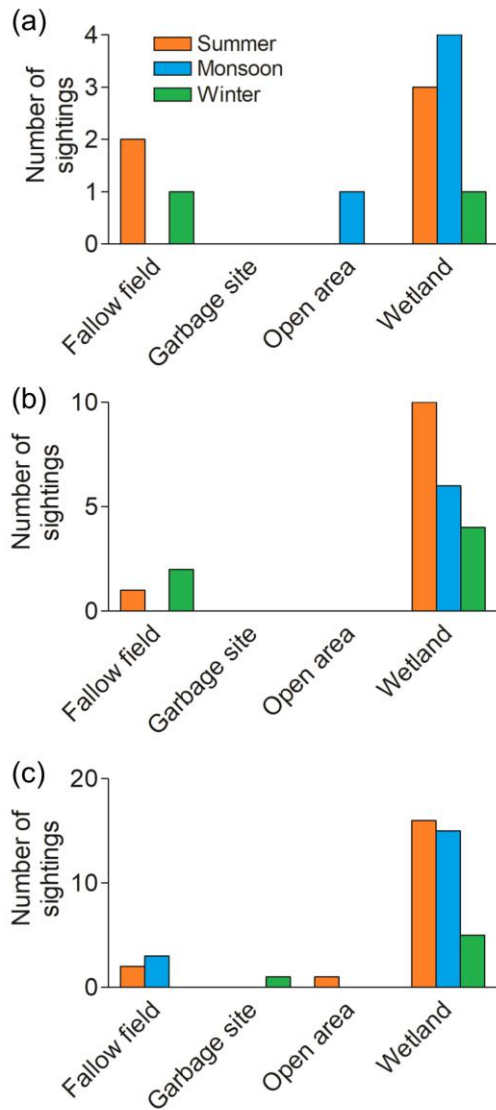 (a)
Number of
sightings
4
3
2
1
0
Summer
Monsoon
Winter
Fallow field
Garbage site
Open area
Wetland
(b)
Number of
sightings
10
5
0
Fallow field
Garbage site
Open area
Wetland
(c)
Number of
sightings
20
10
0
Fallow field
Garbage site
Open area
Wetland